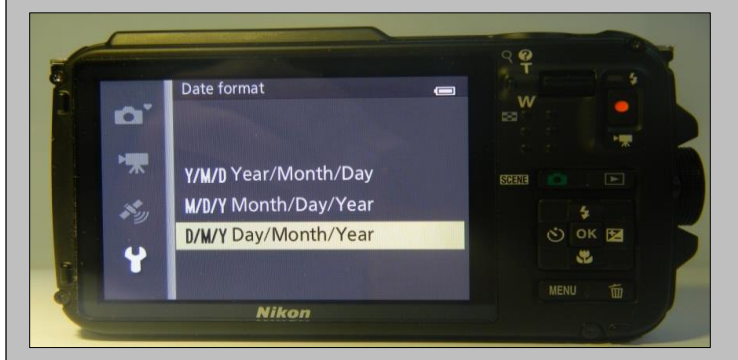 Date format
Y/M/D Year/Month/Day
M/D/Y Month/Day/Year
D/M/Y Day/Month/Year
Nikon
T
W
SCENE
OK
MENU